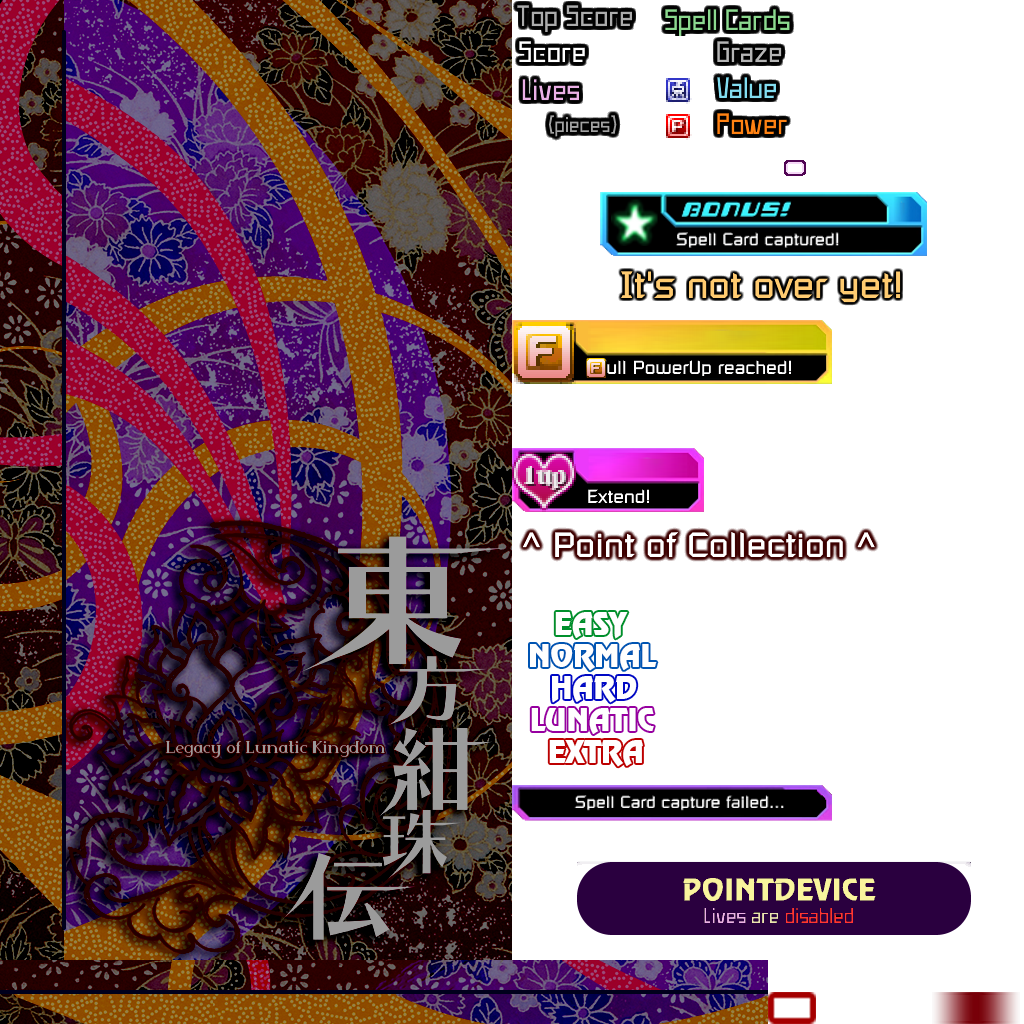 Top Score
Score
Lives
(pieces)
Spell Cards
Graze
Value
P Power
BONUS!
Spell Card captured!
It's not over yet!
F
Full PowerUp reached!
1up
Extend!
^ Point of Collection ^
EASY
NORMAL
HARD
LUNATIC
EXTRA
Spell Card capture failed...
POINTDEVICE
Lives are disabled
東方紺珠伝
Legacy of Lunatic Kingdom